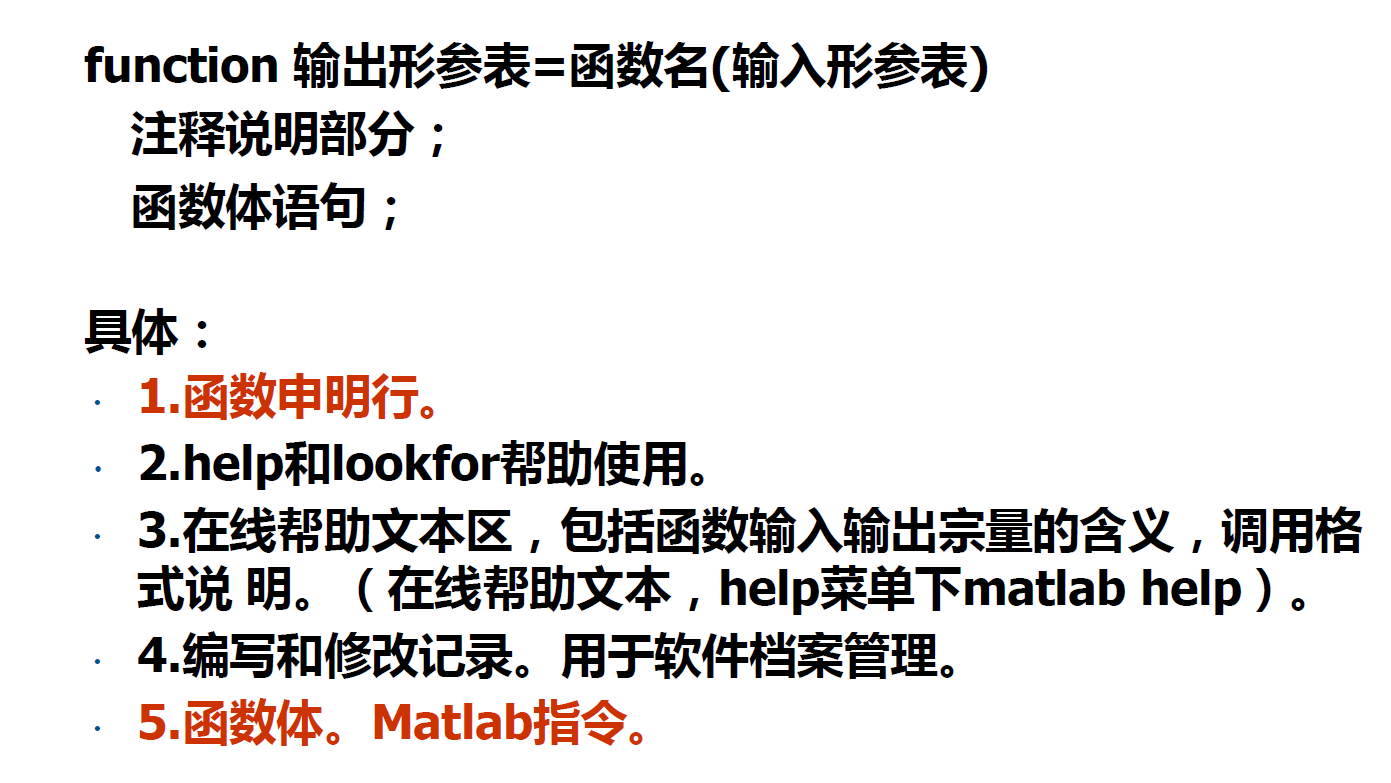 function 输出形参表=函数名(输入形参表)
注释说明部分；
函数体语句；
具体：
· 1.函数申明行。
· 2.help和lookfor帮助使用。
· 3.在线帮助文本区，包括函数输入输出宗量的含义，调用格
式说 明。（在线帮助文本，help菜单下matlab help）。
· 4.编写和修改记录。用于软件档案管理。
· 5.函数体。Matlab指令。